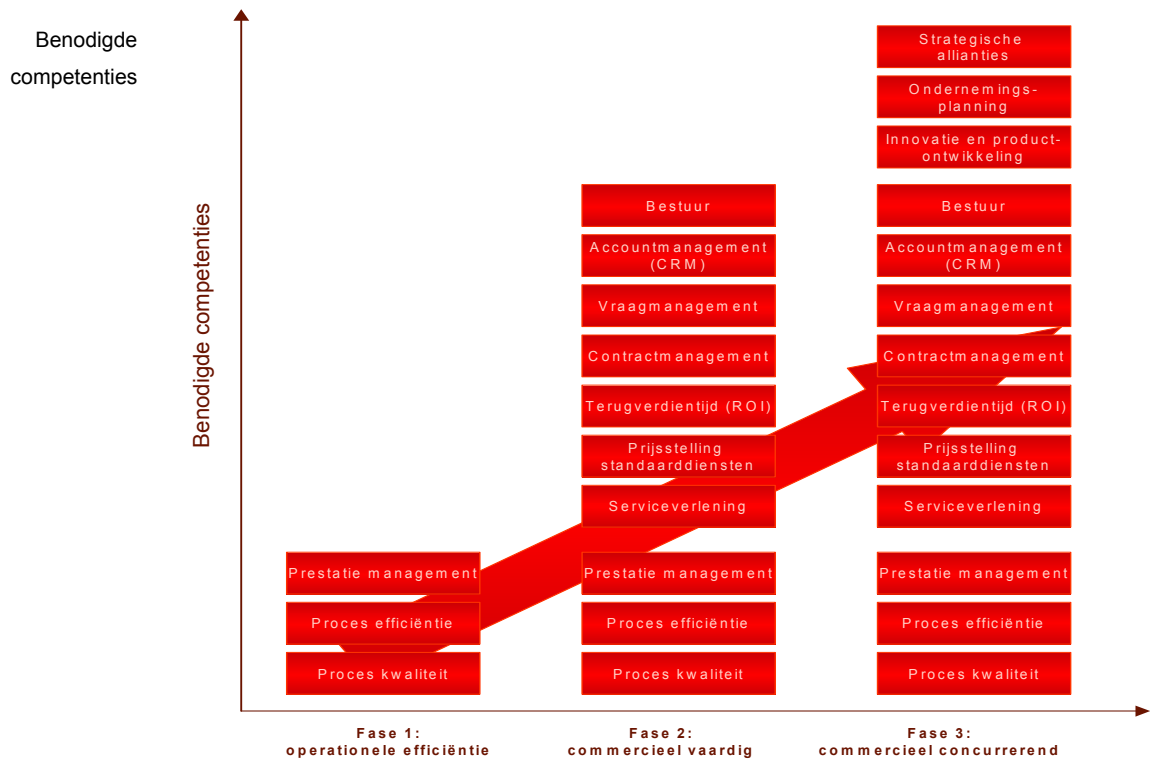 Benodigde
competenties
Benodigde competenties
Strategische
allianties
Ondernemings-
planning
Innovatie en product-
ontwikkeling
Bestuur
Accountmanagement
(CRM)
Vraagmanagement
Contractmanagement
Terugverdientijd (ROI)
Prijsstelling
standaarddiensten
Serviceverlening
Bestuur
Accountmanagement
(CRM)
Vraagmanagement
Contractmanagement
Terugverdientijd (ROI)
Prijsstelling
standaarddiensten
Serviceverlening
Prestatie management
Proces efficiëntie
Proces kwaliteit
Prestatie management
Proces efficiëntie
Proces kwaliteit
Prestatie management
Proces efficiëntie
Proces kwaliteit
Fase 1:
operationele efficiëntie
Fase 2:
commercieel vaardig
Fase 3:
commercieel concurrerend